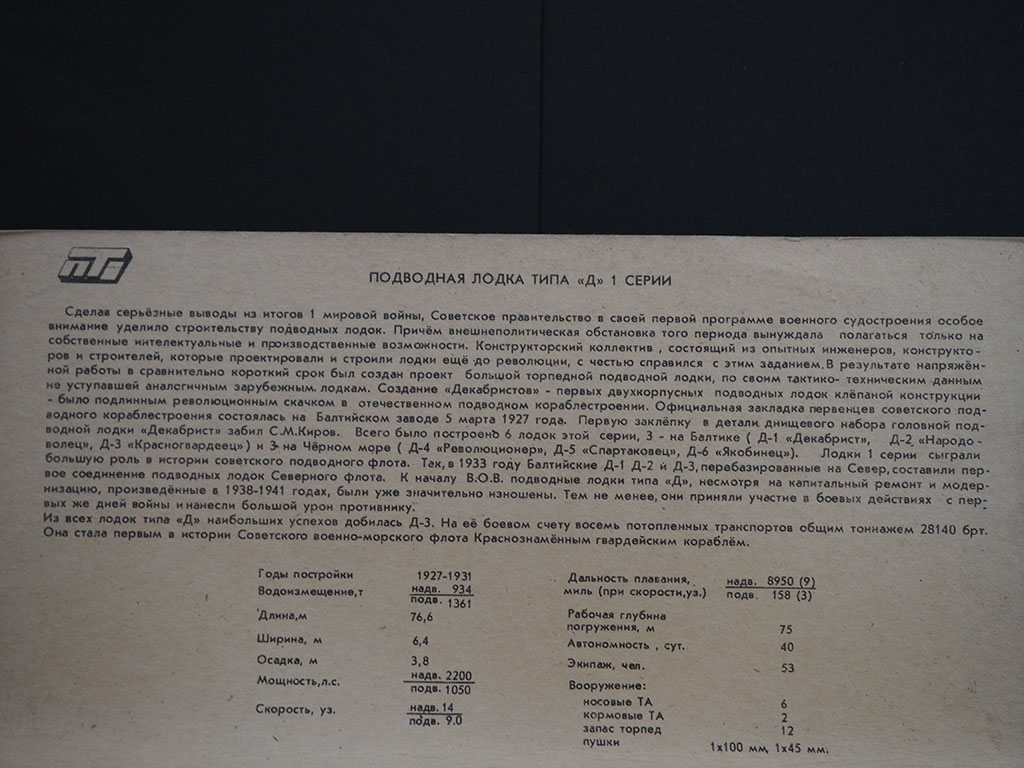 ПОДВОДНАЯ ЛОДКА ТИПА «Д» 1 СЕРИИ
Сделав серьёзные выводы из итогов 1 мировой войны, Советское правительство в своей первой программе военного судостроения особое
внимание уделило строительству подводных лодок. Причём внешнеполитическая обстановка того периода вынуждала полагаться только на
собственные интелектуальные и производственные возможности. Конструкторский коллектив , состоящий из опытных инженеров, конструкто-
ров и строителей, которые проектировали и строили лодки ещё до революции, с честью справился с этим заданием. В результате напряжён-
ной работы в сравнительно короткий срок был создан проект большой торпедной подводной лодки, по своим тактико- техническим данным
не уступавшей аналогичным зарубежным лодкам. Создание «Декабристов» - первых двухкорпусных подводных лодок клёпаной конструкции
- было подлинным революционным скачком в отечественном подводном кораблестроении. Официальная закладка первенцев советского под-
водного кораблестроения состоялась на Балтийском заводе 5 марта 1927 года. Первую заклёпку в детали днищевого набора головной под-
водной лодки «Декабрист» забил С.М.Киров. Всего было построенЬ 6 лодок этой серии, 3 - на Балтике ( Д-1 «Декабрист», Д-2 «Народо -
волец», Д-3 «Красногвардеец») и 3-на Чёрном море ( Д-4 «Революционер», Д-5 «Спартаковец», Д-6 «Якобинец»). Лодки 1 серии сыграли
большую роль в истории советского подводного флота. Так, в 1933 году Балтийские Д-1 Д-2 и Д-3, перебазированные на Север, составили пер-
вое соединение подводных лодок Северного флота. К началу В.О.В. подводные лодки типа «Д», несмотря на капитальный ремонт и модер-
низацию, произведённые в 1938-1941 годах, были уже значительно изношены. Тем не менее, они приняли участие в боевых действиях с пер-
вых же дней войны и нанесли большой урон противнику.
Из всех лодок типа «Д» наибольших успехов добилась Д-3. На её боевом счету восемь потопленных транспортов общим тоннажем 28140 брт.
Она стала первым в истории Советского военно-морского флота Краснознамённым гвардейским кораблём.
Годы постройки 1927-1931
Водоизмещение,т надв. 934
подв. 1361
Длина,м 76,6
Ширина, м 6,4
Осадка, м 3,8
Мощность,л.с. надв. 2200
подв. 1050
Скорость, уз. надв. 14
подв. 9.0
Дальность плавания, надв. 8950 (9)
миль (при скорости,уз.) подв. 158 (3)
Рабочая глубина
погружения, м 75
Автономность , сут. 40
Экипаж, чел. 53
Вооружение:
носовые ТА 6
кормовые ТА 2
запас торпед 12
пушки 1х100 мм, 1х45 мм.